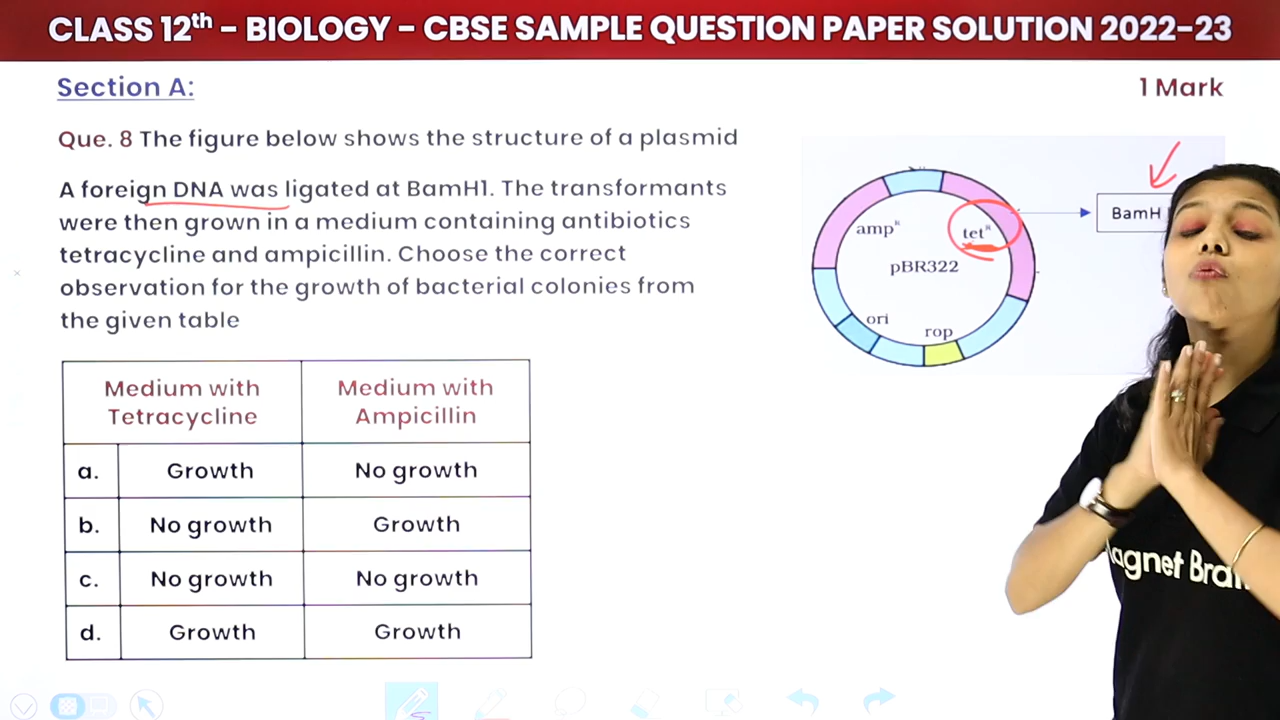 CLASS 12th – BIOLOGY – CBSE SAMPLE QUESTION PAPER SOLUTION 2022-23
Section A:
1 Mark
Que. 8 The figure below shows the structure of a plasmid
A foreign DNA was ligated at BamH1. The transformants
were then grown in a medium containing antibiotics
tetracycline and ampicillin. Choose the correct
observation for the growth of bacterial colonies from
the given table
ampR
tetR
pBR322
ori
rop
BamH
Medium with Tetracycline
Medium with Ampicillin
a. Growth No growth
b. No growth Growth
c. No growth No growth
d. Growth Growth